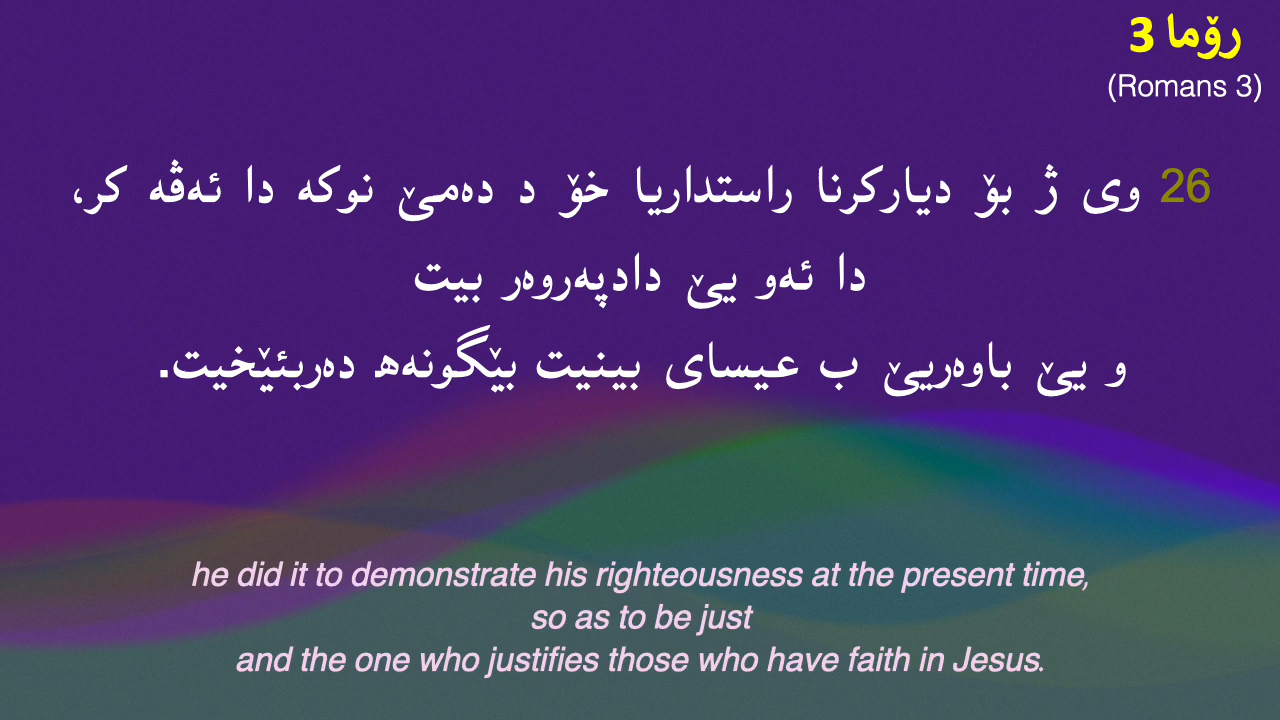 رۆما 3
(Romans 3)
26 وی ژ بۆ دیارکرنا راستداریا خۆ د دەمێ نوکە دا ئەڤە کر،
دا ئەو یێ دادپەروەر بیت
و یێ باوەریێ ب عیسای بینیت بێگونەھ دەربئێخیت.
he did it to demonstrate his righteousness at the present time,
so as to be just
and the one who justifies those who have faith in Jesus.